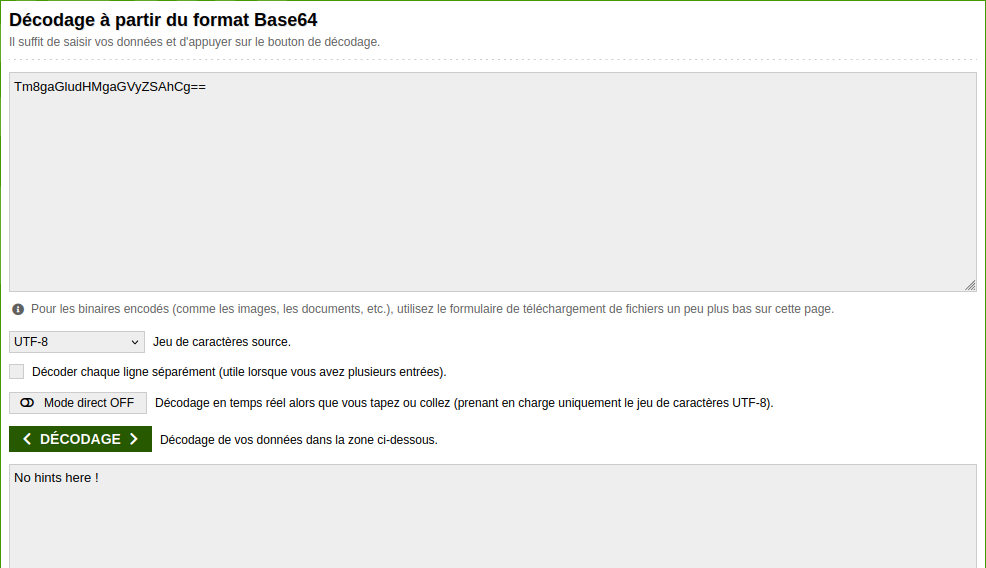 Décodage à partir du format Base64
Il suffit de saisir vos données et d'appuyer sur le bouton de décodage.
Tm8gaGludHMgaGVyZSAhCg==
Pour les binaires encodés (comme les images, les documents, etc.), utilisez le formulaire de téléchargement de fichiers un peu plus bas sur cette page.
UTF-8 Jeu de caractères source.
Décoder chaque ligne séparément (utile lorsque vous avez plusieurs entrées).
Mode direct OFF Décodage en temps réel alors que vous tapez ou collez (prenant en charge uniquement le jeu de caractères UTF-8).
DÉCODAGE Décodage de vos données dans la zone ci-dessous.
No hints here !